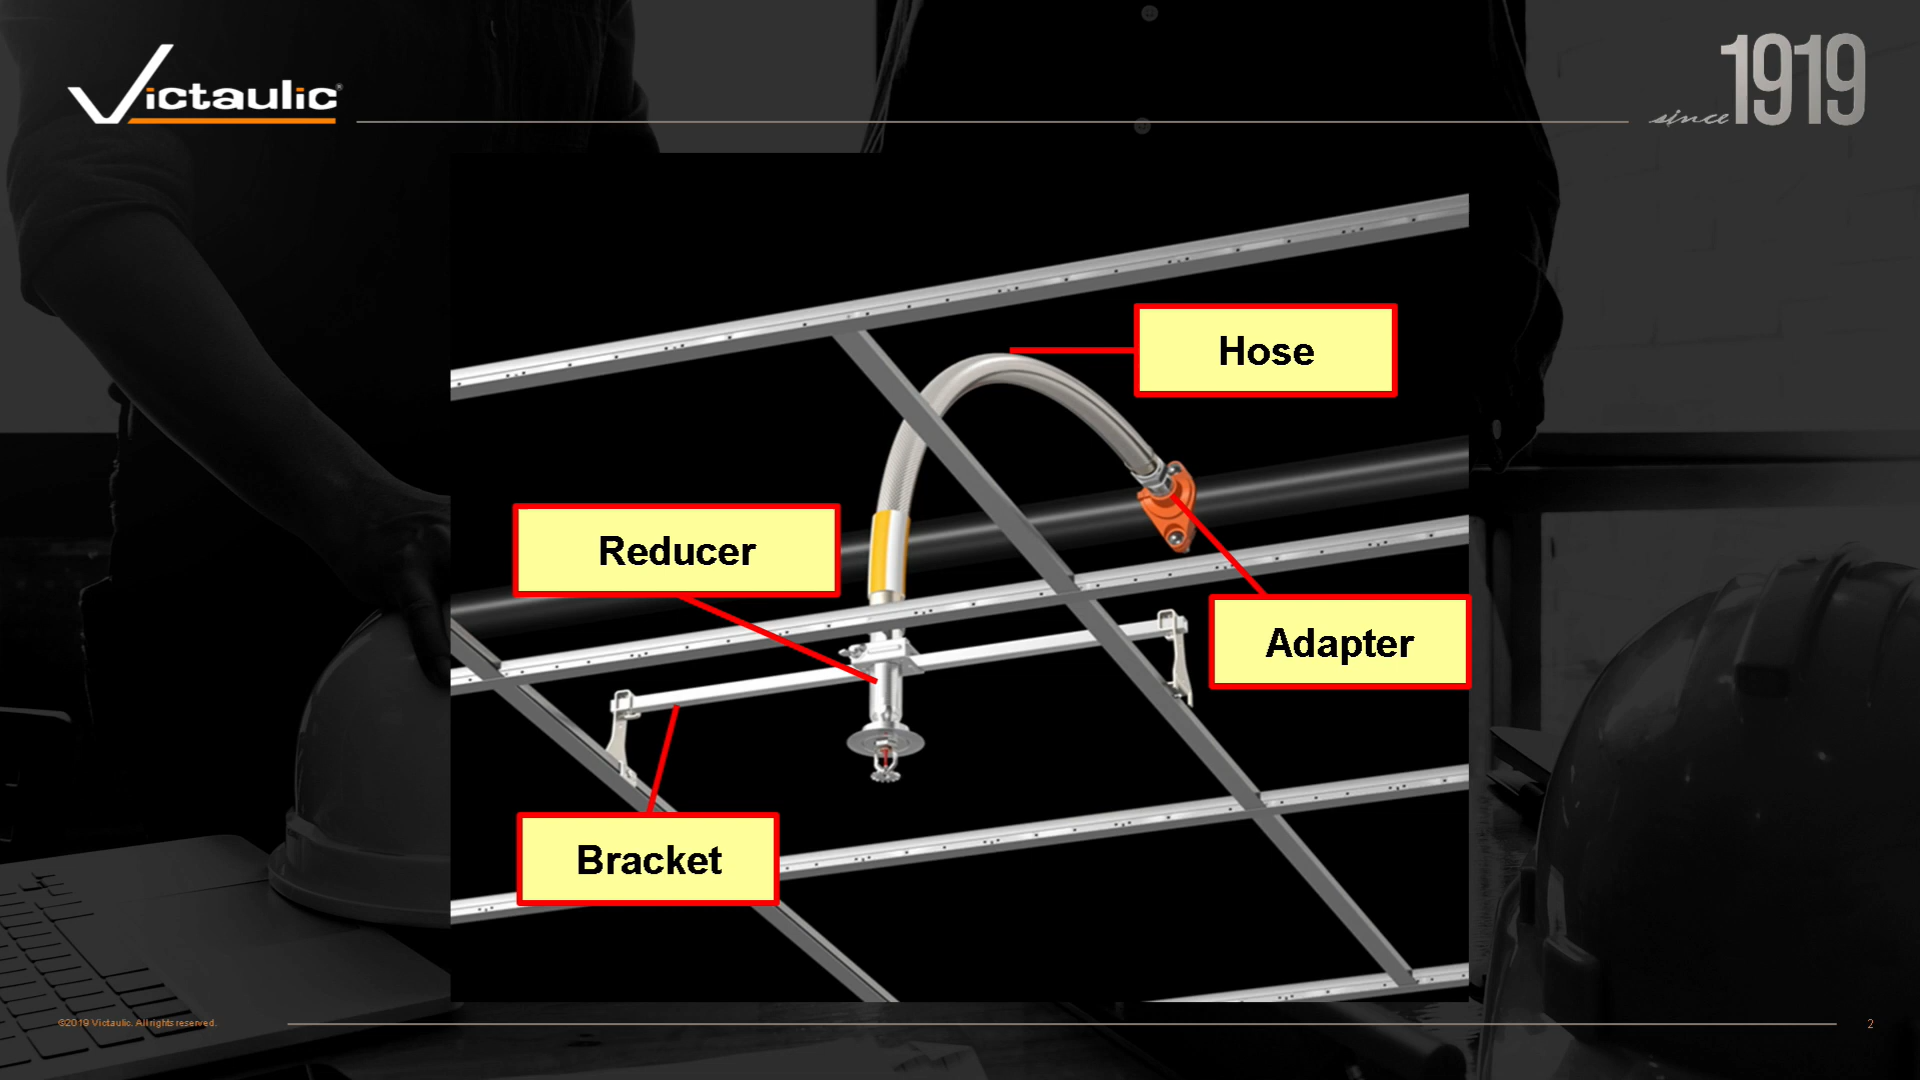 Victaulic®
since 1919
Hose
Reducer
Adapter
Bracket
©2019 Victaulic. All rights reserved.
2